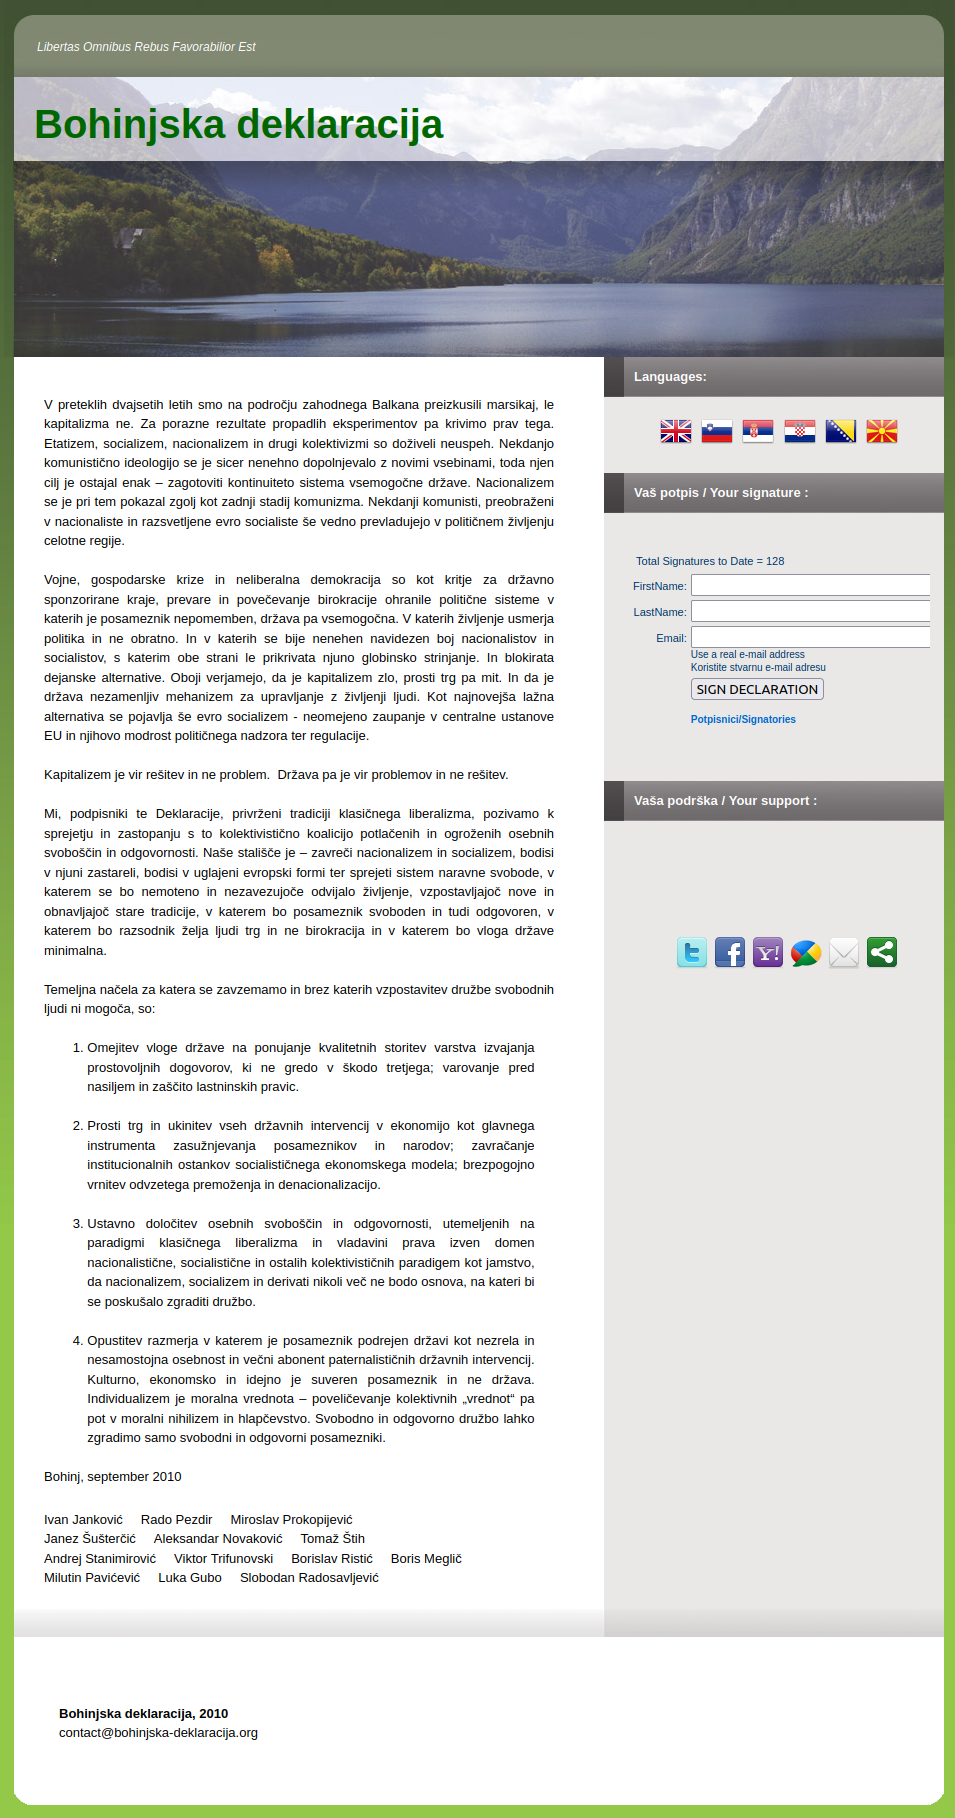 Libertas Omnibus Rebus Favorabilior Est
Bohinjska deklaracija
V preteklih dvajsetih letih smo na področju zahodnega Balkana preizkusili marsikaj, le
kapitalizma ne. Za porazne rezultate propadlih eksperimentov pa krivimo prav tega.
Etatizem, socializem, nacionalizem in drugi kolektivizmi so doživeli neuspeh. Nekdanjo
komunistično ideologijo se je sicer nenehno dopolnjevalo z novimi vsebinami, toda njen
cilj je ostajal enak – zagotoviti kontinuiteto sistema vsemogočne države. Nacionalizem
se je pri tem pokazal zgolj kot zadnji stadij komunizma. Nekdanji komunisti, preobraženi
v nacionaliste in razsvetljene evro socialiste še vedno prevladujejo v političnem življenju
celotne regije.
Vojne, gospodarske krize in neliberalna demokracija so kot kritje za državno
sponzorirane kraje, prevare in povečevanje birokracije ohranile politične sisteme v
katerih je posameznik nepomemben, država pa vsemogočna. V katerih življenje usmerja
politika in ne obratno. In v katerih se bije nenehen navidezen boj nacionalistov in
socialistov, s katerim obe strani le prikrivata njuno globinsko strinjanje. In blokirata
dejanske alternative. Oboji verjamejo, da je kapitalizem zlo, prosti trg pa mit. In da je
država nezamenljiv mehanizem za upravljanje z življenji ljudi. Kot najnovejša lažna
alternativa se pojavlja še evro socializem - neomejeno zaupanje v centralne ustanove
EU in njihovo modrost političnega nadzora ter regulacije.
Kapitalizem je vir rešitev in ne problem.  Država pa je vir problemov in ne rešitev.
Mi, podpisniki te Deklaracije, privrženi tradiciji klasičnega liberalizma, pozivamo k
sprejetju in zastopanju s to kolektivistično koalicijo potlačenih in ogroženih osebnih
svoboščin in odgovornosti. Naše stališče je – zavreči nacionalizem in socializem, bodisi
v njuni zastareli, bodisi v uglajeni evropski formi ter sprejeti sistem naravne svobode, v
katerem se bo nemoteno in nezavezujoče odvijalo življenje, vzpostavljajoč nove in
obnavljajoč stare tradicije, v katerem bo posameznik svoboden in tudi odgovoren, v
katerem bo razsodnik želja ljudi trg in ne birokracija in v katerem bo vloga države
minimalna.
Temeljna načela za katera se zavzemamo in brez katerih vzpostavitev družbe svobodnih
ljudi ni mogoča, so:
1. Omejitev vloge države na ponujanje kvalitetnih storitev varstva izvajanja
prostovoljnih dogovorov, ki ne gredo v škodo tretjega; varovanje pred
nasiljem in zaščito lastninskih pravic.
2. Prosti trg in ukinitev vseh državnih intervencij v ekonomijo kot glavnega
instrumenta zasužnjevanja posameznikov in narodov; zavračanje
institucionalnih ostankov socialističnega ekonomskega modela; brezpogojno
vrnitev odvzetega premoženja in denacionalizacijo.
3. Ustavno določitev osebnih svoboščin in odgovornosti, utemeljenih na
paradigmi klasičnega liberalizma in vladavini prava izven domen
nacionalistične, socialistične in ostalih kolektivističnih paradigem kot jamstvo,
da nacionalizem, socializem in derivati nikoli več ne bodo osnova, na kateri bi
se poskušalo zgraditi družbo.
4. Opustitev razmerja v katerem je posameznik podrejen državi kot nezrela in
nesamostojna osebnost in večni abonent paternalističnih državnih intervencij.
Kulturno, ekonomsko in idejno je suveren posameznik in ne država.
Individualizem je moralna vrednota – poveličevanje kolektivnih „vrednot“ pa
pot v moralni nihilizem in hlapčevstvo. Svobodno in odgovorno družbo lahko
zgradimo samo svobodni in odgovorni posamezniki.
Bohinj, september 2010
Ivan Janković     Rado Pezdir     Miroslav Prokopijević
Janez Šušterčić     Aleksandar Novaković     Tomaž Štih
Andrej Stanimirović     Viktor Trifunovski     Borislav Ristić     Boris Meglič
Milutin Pavićević     Luka Gubo     Slobodan Radosavljević
Languages:
Vaš potpis / Your signature :
Total Signatures to Date = 128
FirstName:
LastName:
Email:
Use a real e-mail address
Koristite stvarnu e-mail adresu
SIGN DECLARATION
Potpisnici/Signatories
Vaša podrška / Your support :
Bohinjska deklaracija, 2010
contact@bohinjska-deklaracija.org